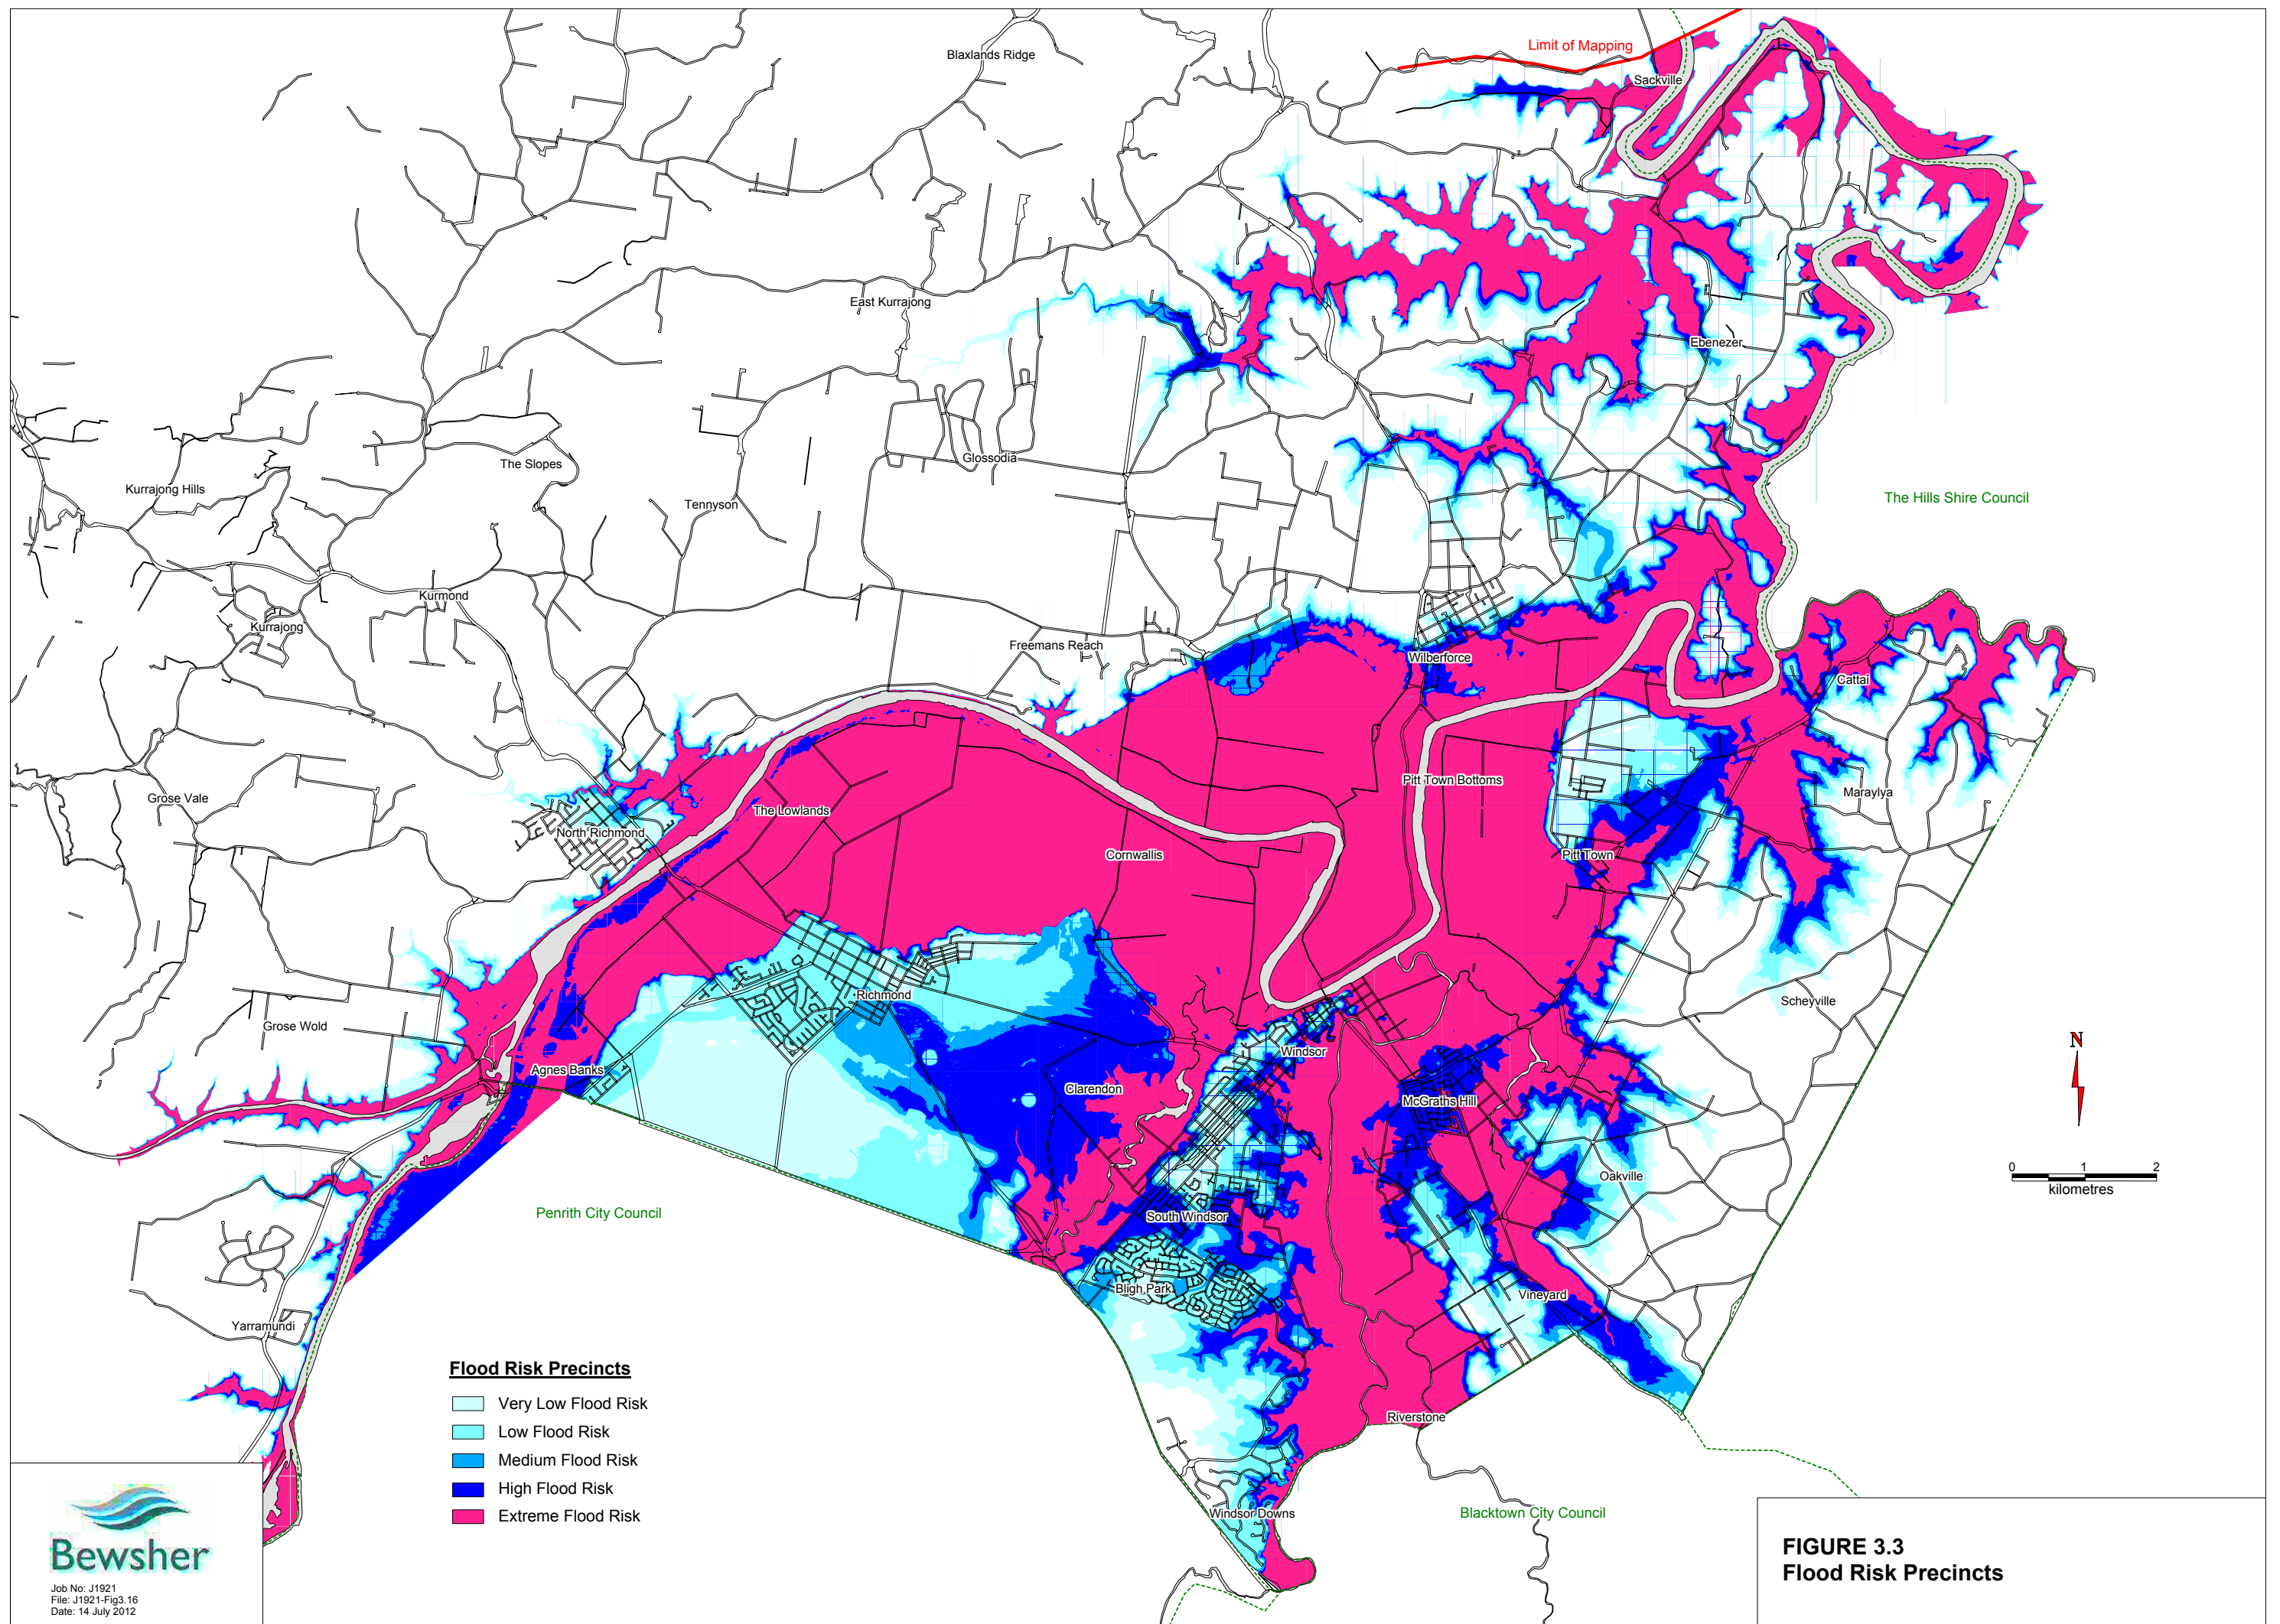 Blaxlands Ridge
Limit of Mapping
Sackville
East Kurrajong
Ebenezer
Glossodia
The Slopes
Kurrajong Hills
Tennyson
The Hills Shire Council
Kurmond
Kurrajong
Freemans Reach
Wilberforce
Cattai
Pitt Town Bottoms
Grose Vale
Maraylya
The Lowlands
North Richmond
Cornwallis
Pitt Town
Richmond
Scheyville
Grose Wold
N
Windsor
Agnes Banks
Clarendon
McGraths Hill
0 1 2
kilometres
Oakville
Penrith City Council
South Windsor
Bligh Park
Vineyard
Yarramundi
Flood Risk Precincts
Very Low Flood Risk
Low Flood Risk
Medium Flood Risk
High Flood Risk
Extreme Flood Risk
Riverstone
Windsor Downs
Blacktown City Council
Bewsher
Job No: J1921
File: J1921-Fig3.16
Date: 14 July 2012
FIGURE 3.3
Flood Risk Precincts